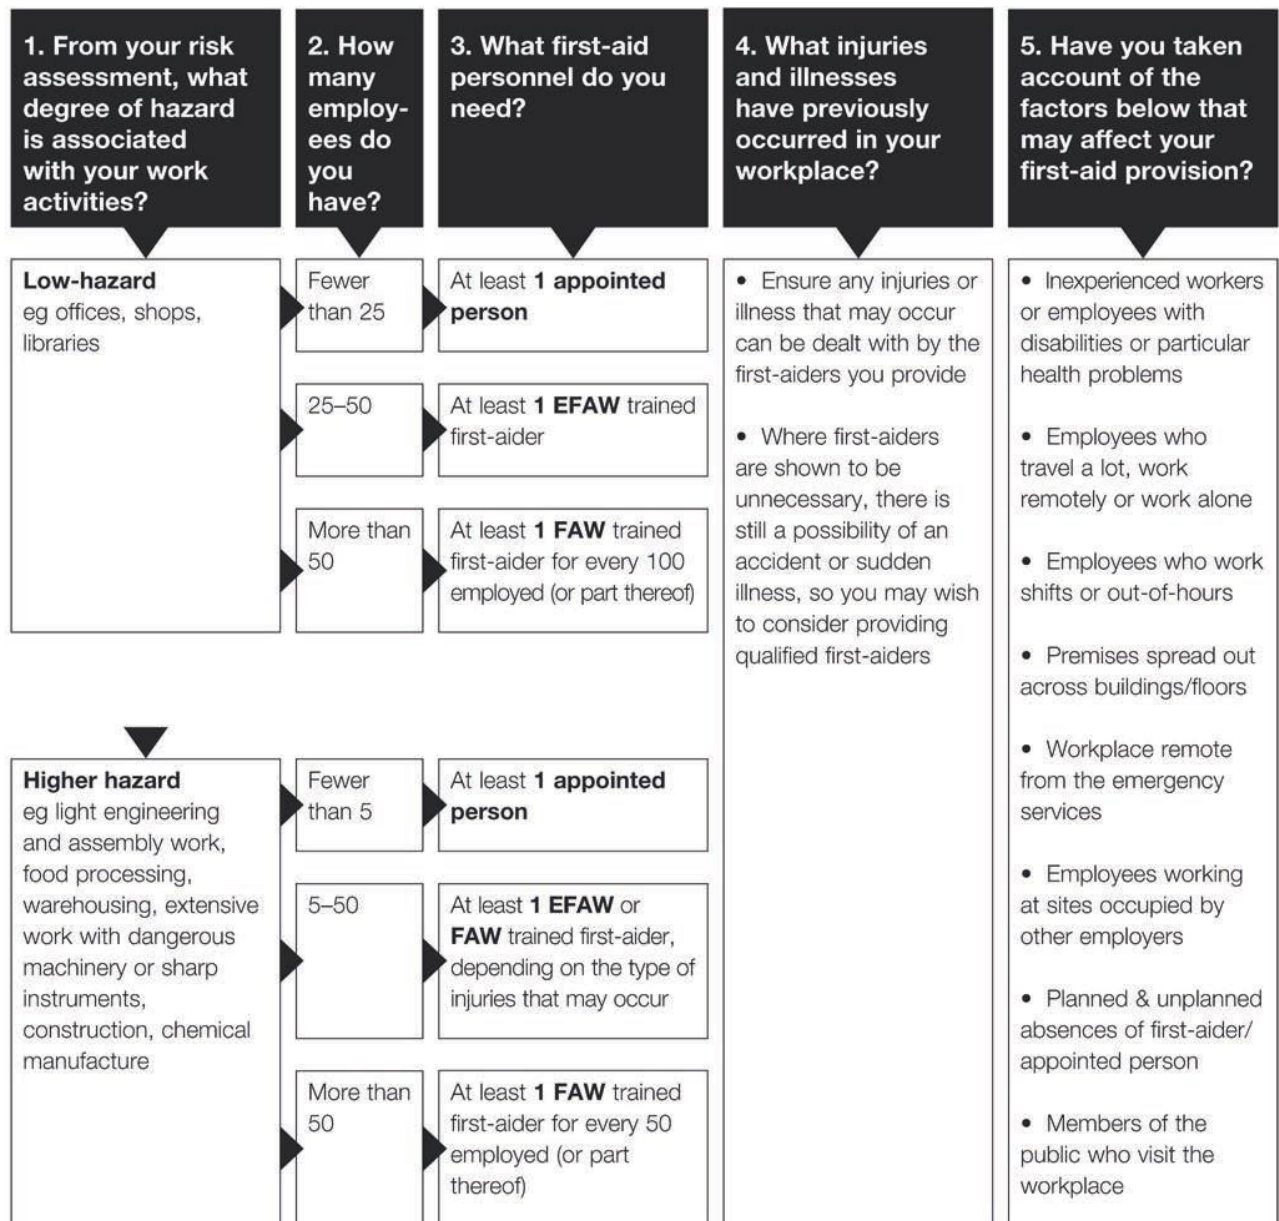 1. From your risk
assessment, what
degree of hazard
is associated
with your work
activities?
2. How
many
employ-
ees do
you
have?
3. What first-aid
personnel do you
need?
4. What injuries
and illnesses
have previously
occurred in your
workplace?
5. Have you taken
account of the
factors below that
may affect your
first-aid provision?
Low-hazard
eg offices, shops,
libraries
Fewer
than 25
At least 1 appointed
person
25–50
At least 1 EFAW trained
first-aider
More than
50
At least 1 FAW trained
first-aider for every 100
employed (or part thereof)
Higher hazard
eg light engineering
and assembly work,
food processing,
warehousing, extensive
work with dangerous
machinery or sharp
instruments,
construction, chemical
manufacture
Fewer
than 5
At least 1 appointed
person
5–50
At least 1 EFAW or
FAW trained first-aider,
depending on the type of
injuries that may occur
More than
50
At least 1 FAW trained
first-aider for every 50
employed (or part
thereof)
• Ensure any injuries or
illness that may occur
can be dealt with by the
first-aiders you provide
• Where first-aiders
are shown to be
unnecessary, there is
still a possibility of an
accident or sudden
illness, so you may wish
to consider providing
qualified first-aiders
• Inexperienced workers
or employees with
disabilities or particular
health problems
• Employees who
travel a lot, work
remotely or work alone
• Employees who work
shifts or out-of-hours
• Premises spread out
across buildings/floors
• Workplace remote
from the emergency
services
• Employees working
at sites occupied by
other employers
• Planned & unplanned
absences of first-aider/
appointed person
• Members of the
public who visit the
workplace